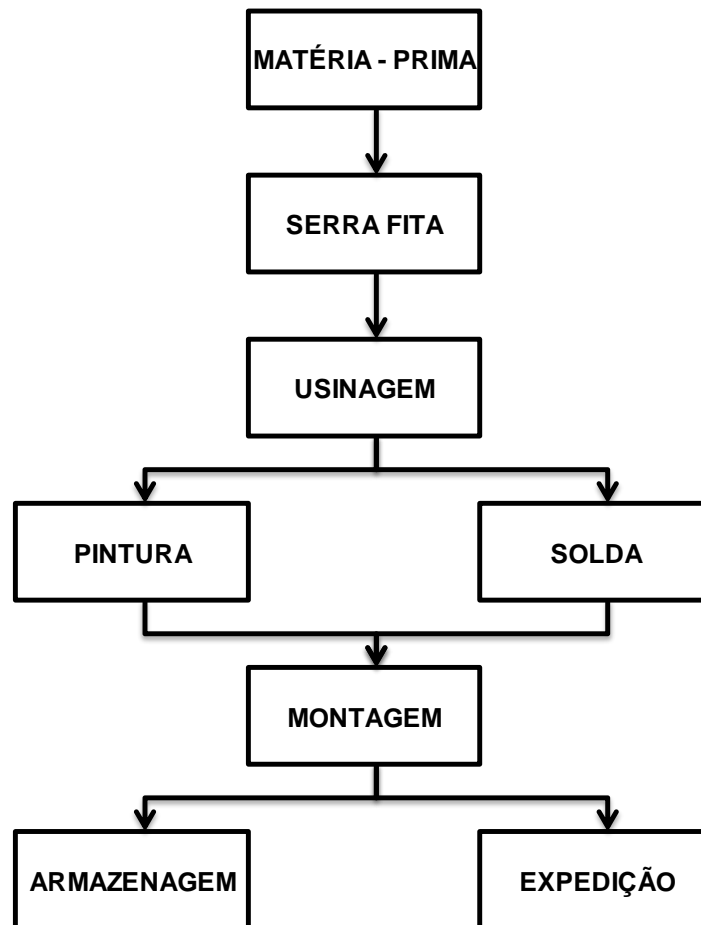 MATÉRIA - PRIMA
SERRA FITA
USINAGEM
PINTURA
SOLDA
MONTAGEM
ARMAZENAGEM
EXPEDIÇÃO